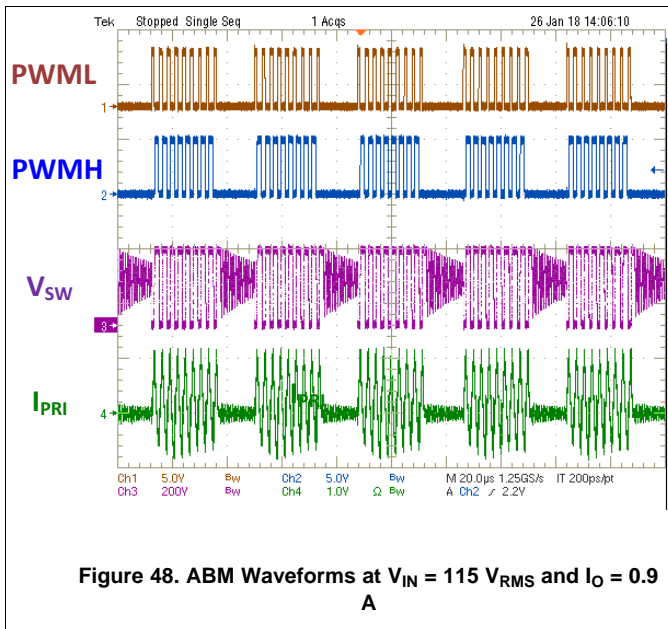 Tek Stopped Single Seq 1 Acqs 26 Jan 18 14:06:10
PWML
1
PWMH
2
VSW
3
IPRI
4
IPRI
Ch1 5.0V BW Ch2 5.0V BW M 20.0µs 1.25GS/s IT 200ps/pt
Ch3 200V BW Ch4 1.0V Ω BW A Ch2 ∕ 2.2V
Figure 48. ABM Waveforms at VIN = 115 VRMS and IO = 0.9
A